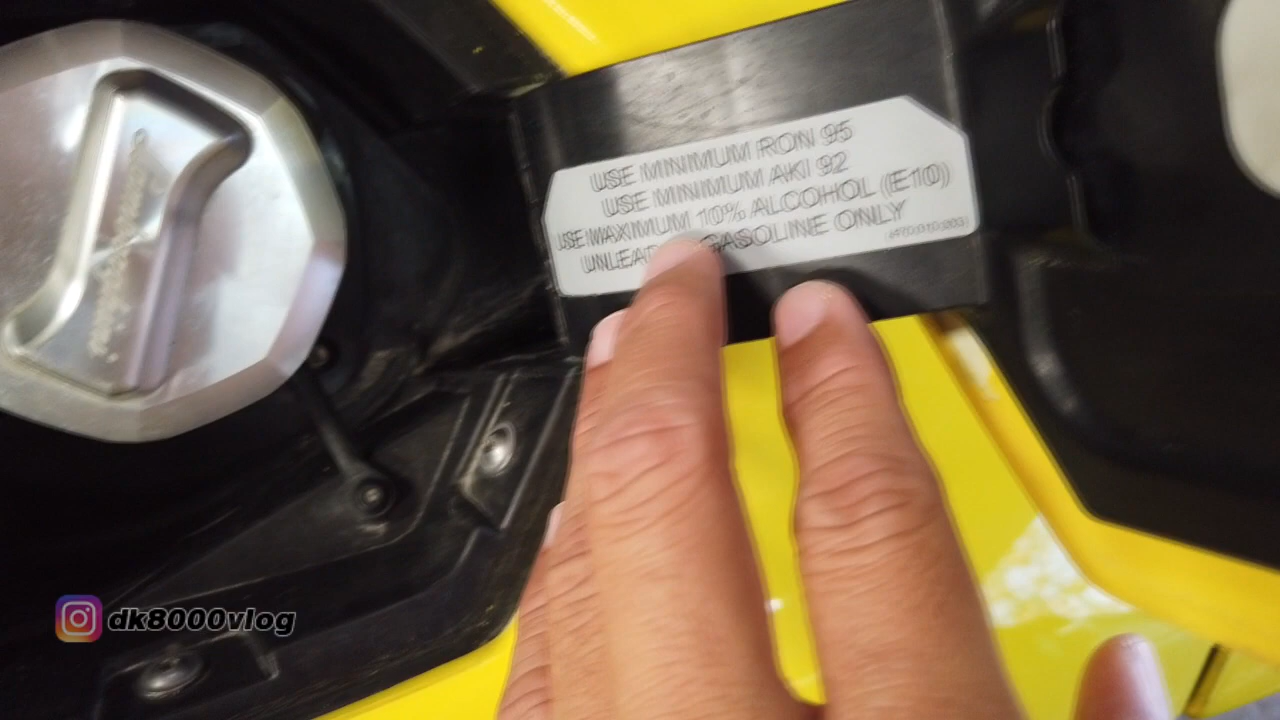 USE MINIMUM RON 95
USE MINIMUM AKI 92
USE MAXIMUM 10% ALCOHOL (E10)
GASOLINE ONLY
dk8000vlog